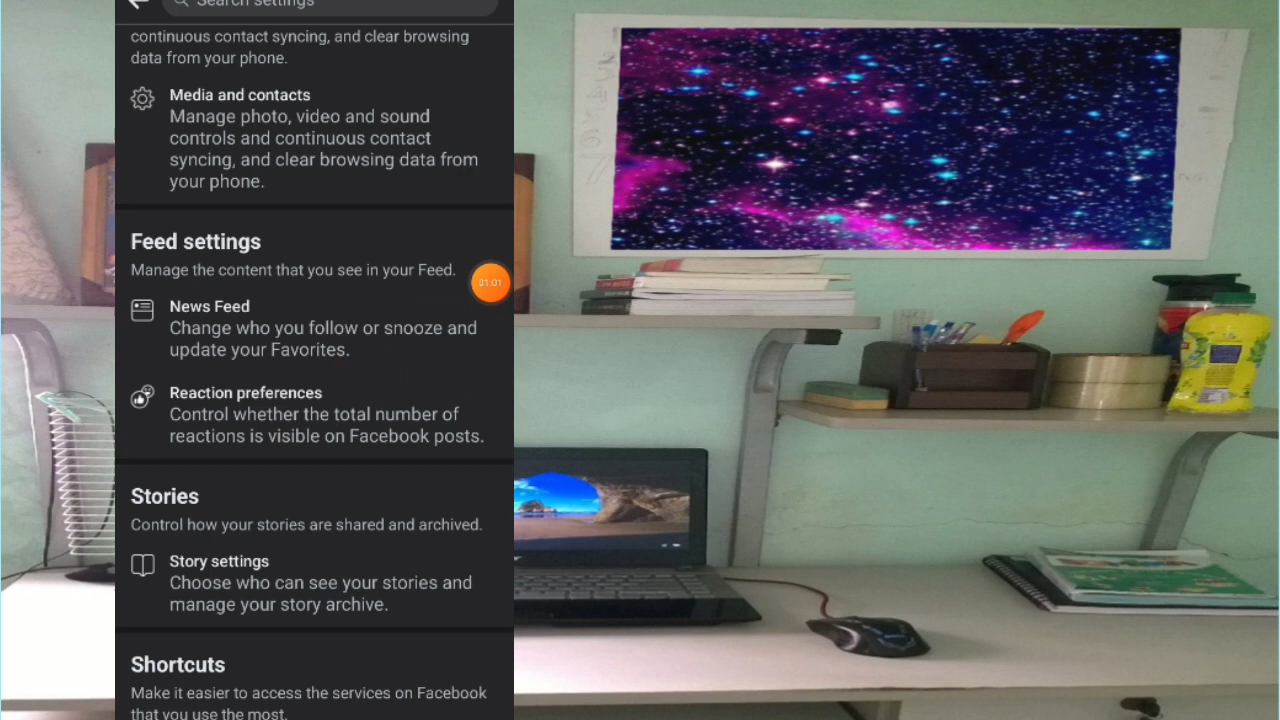 Search settings
continuous contact syncing, and clear browsing
data from your phone.
Media and contacts
Manage photo, video and sound
controls and continuous contact
syncing, and clear browsing data from
your phone.
Feed settings
Manage the content that you see in your Feed.
01:01
News Feed
Change who you follow or snooze and
update your Favorites.
Reaction preferences
Control whether the total number of
reactions is visible on Facebook posts.
Stories
Control how your stories are shared and archived.
Story settings
Choose who can see your stories and
manage your story archive.
Shortcuts
Make it easier to access the services on Facebook
that you use the most.